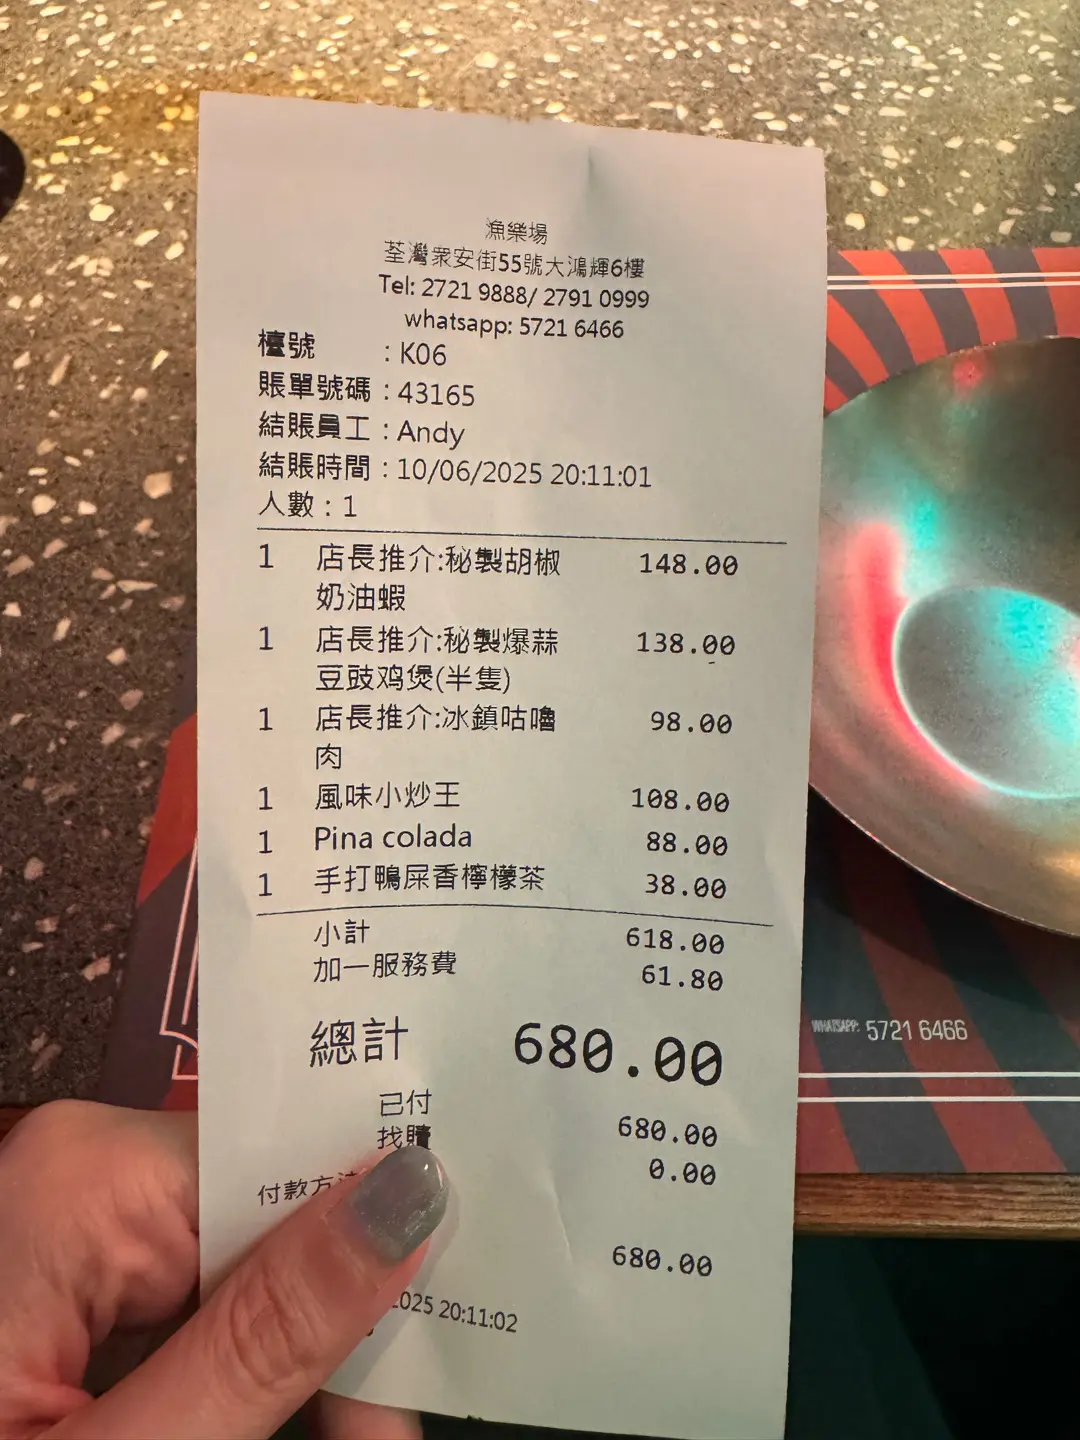 漁樂場
荃灣衆安街55號大鴻輝6樓
Tel: 2721 9888/ 2791 0999
whatsapp: 5721 6466
檯號 : K06
賬單號碼 : 43165
結賬員工 : Andy
結賬時間 : 10/06/2025 20:11:01
人數 : 1
1 店長推介:秘製胡椒 148.00
奶油蝦
1 店長推介:秘製爆蒜 138.00
豆豉鸡煲(半隻)
1 店長推介:冰鎮咕嚕 98.00
肉
1 風味小炒王 108.00
1 Pina colada 88.00
1 手打鴨屎香檸檬茶 38.00
小計 618.00
加一服務費 61.80
總計 680.00
已付 680.00
找贖 0.00
付款方
680.00
2025 20:11:02
WHATSAPP: 5721 6466